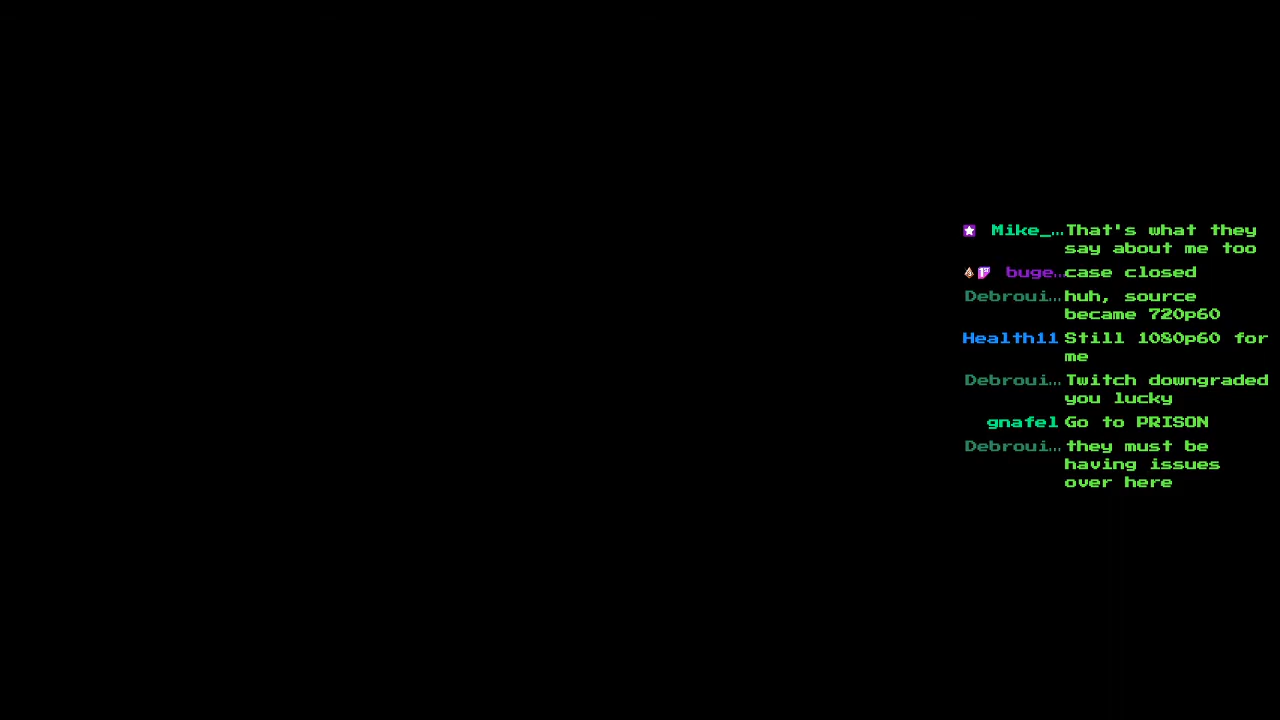 Mike_… That's what they
say about me too
buge… case closed
Debroui… huh, source
became 720p60
Health11 Still 1080p60 for
me
Debroui… Twitch downgraded
you lucky
gnafel Go to PRISON
Debroui… they must be
having issues
over here